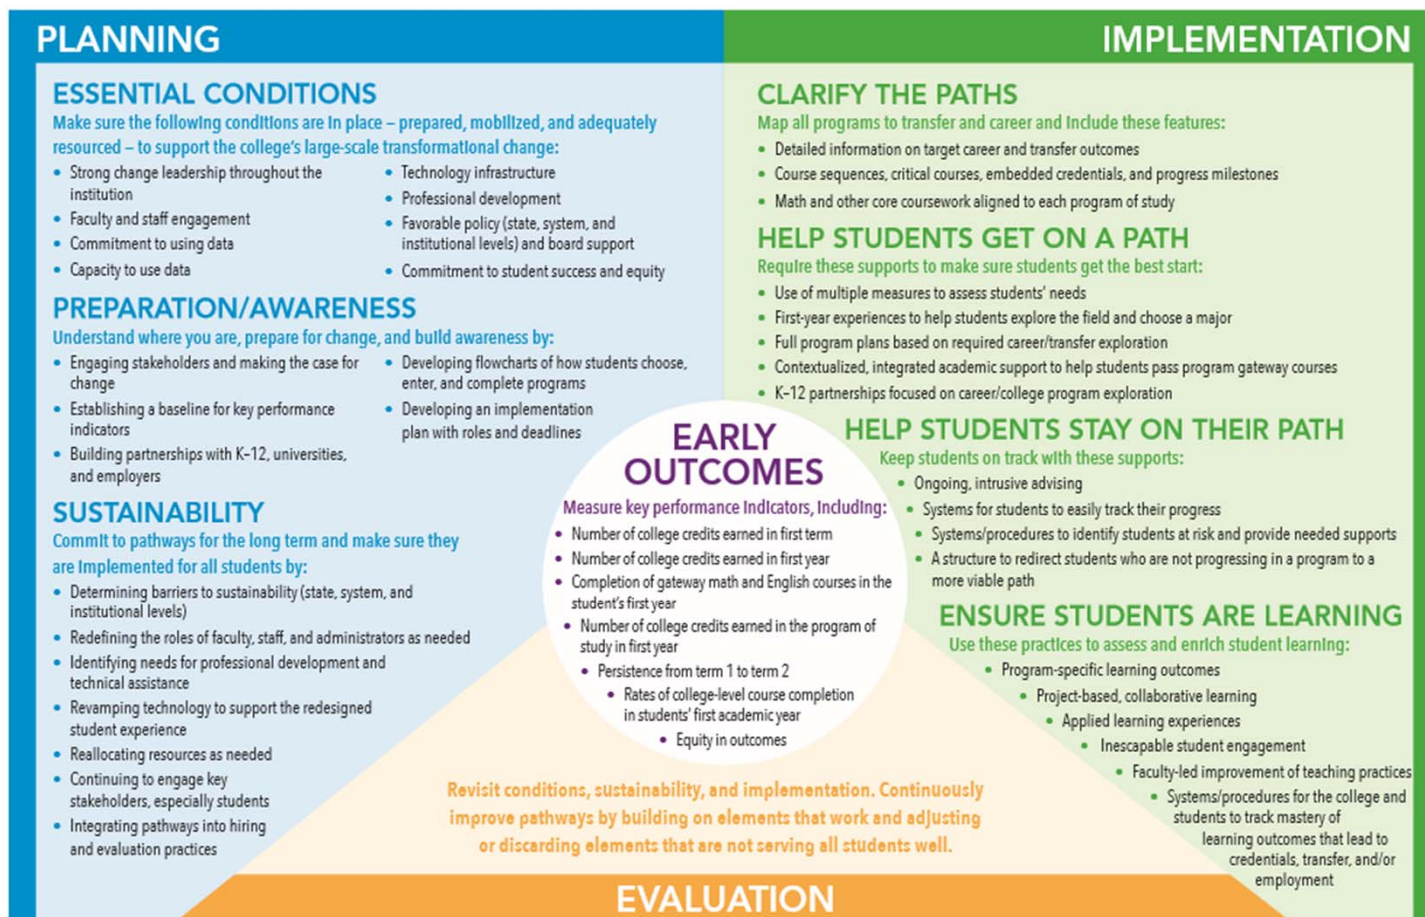 PLANNING
ESSENTIAL CONDITIONS
Make sure the following conditions are in place – prepared, mobilized, and adequately
resourced – to support the college's large-scale transformational change:
• Strong change leadership throughout the
institution
• Faculty and staff engagement
• Commitment to using data
• Capacity to use data
• Technology infrastructure
• Professional development
• Favorable policy (state, system, and
institutional levels) and board support
• Commitment to student success and equity
PREPARATION/AWARENESS
Understand where you are, prepare for change, and build awareness by:
• Engaging stakeholders and making the case for
change
• Establishing a baseline for key performance
indicators
• Building partnerships with K–12, universities,
and employers
• Developing flowcharts of how students choose,
enter, and complete programs
• Developing an implementation
plan with roles and deadlines
SUSTAINABILITY
Commit to pathways for the long term and make sure they
are implemented for all students by:
• Determining barriers to sustainability (state, system, and
institutional levels)
• Redefining the roles of faculty, staff, and administrators as needed
• Identifying needs for professional development and
technical assistance
• Revamping technology to support the redesigned
student experience
• Reallocating resources as needed
• Continuing to engage key
stakeholders, especially students
• Integrating pathways into hiring
and evaluation practices
EARLY
OUTCOMES
Measure key performance indicators, including:
• Number of college credits earned in first term
• Number of college credits earned in first year
• Completion of gateway math and English courses in the
student's first year
• Number of college credits earned in the program of
study in first year
• Persistence from term 1 to term 2
• Rates of college-level course completion
in students' first academic year
• Equity in outcomes
IMPLEMENTATION
CLARIFY THE PATHS
Map all programs to transfer and career and include these features:
• Detailed information on target career and transfer outcomes
• Course sequences, critical courses, embedded credentials, and progress milestones
• Math and other core coursework aligned to each program of study
HELP STUDENTS GET ON A PATH
Require these supports to make sure students get the best start:
• Use of multiple measures to assess students' needs
• First-year experiences to help students explore the field and choose a major
• Full program plans based on required career/transfer exploration
• Contextualized, integrated academic support to help students pass program gateway courses
• K–12 partnerships focused on career/college program exploration
HELP STUDENTS STAY ON THEIR PATH
Keep students on track with these supports:
• Ongoing, intrusive advising
• Systems for students to easily track their progress
• Systems/procedures to identify students at risk and provide needed supports
• A structure to redirect students who are not progressing in a program to a
more viable path
ENSURE STUDENTS ARE LEARNING
Use these practices to assess and enrich student learning:
• Program-specific learning outcomes
• Project-based, collaborative learning
• Applied learning experiences
• Inescapable student engagement
• Faculty-led improvement of teaching practices
• Systems/procedures for the college and
students to track mastery of
learning outcomes that lead to
credentials, transfer, and/or
employment
Revisit conditions, sustainability, and implementation. Continuously
improve pathways by building on elements that work and adjusting
or discarding elements that are not serving all students well.
EVALUATION